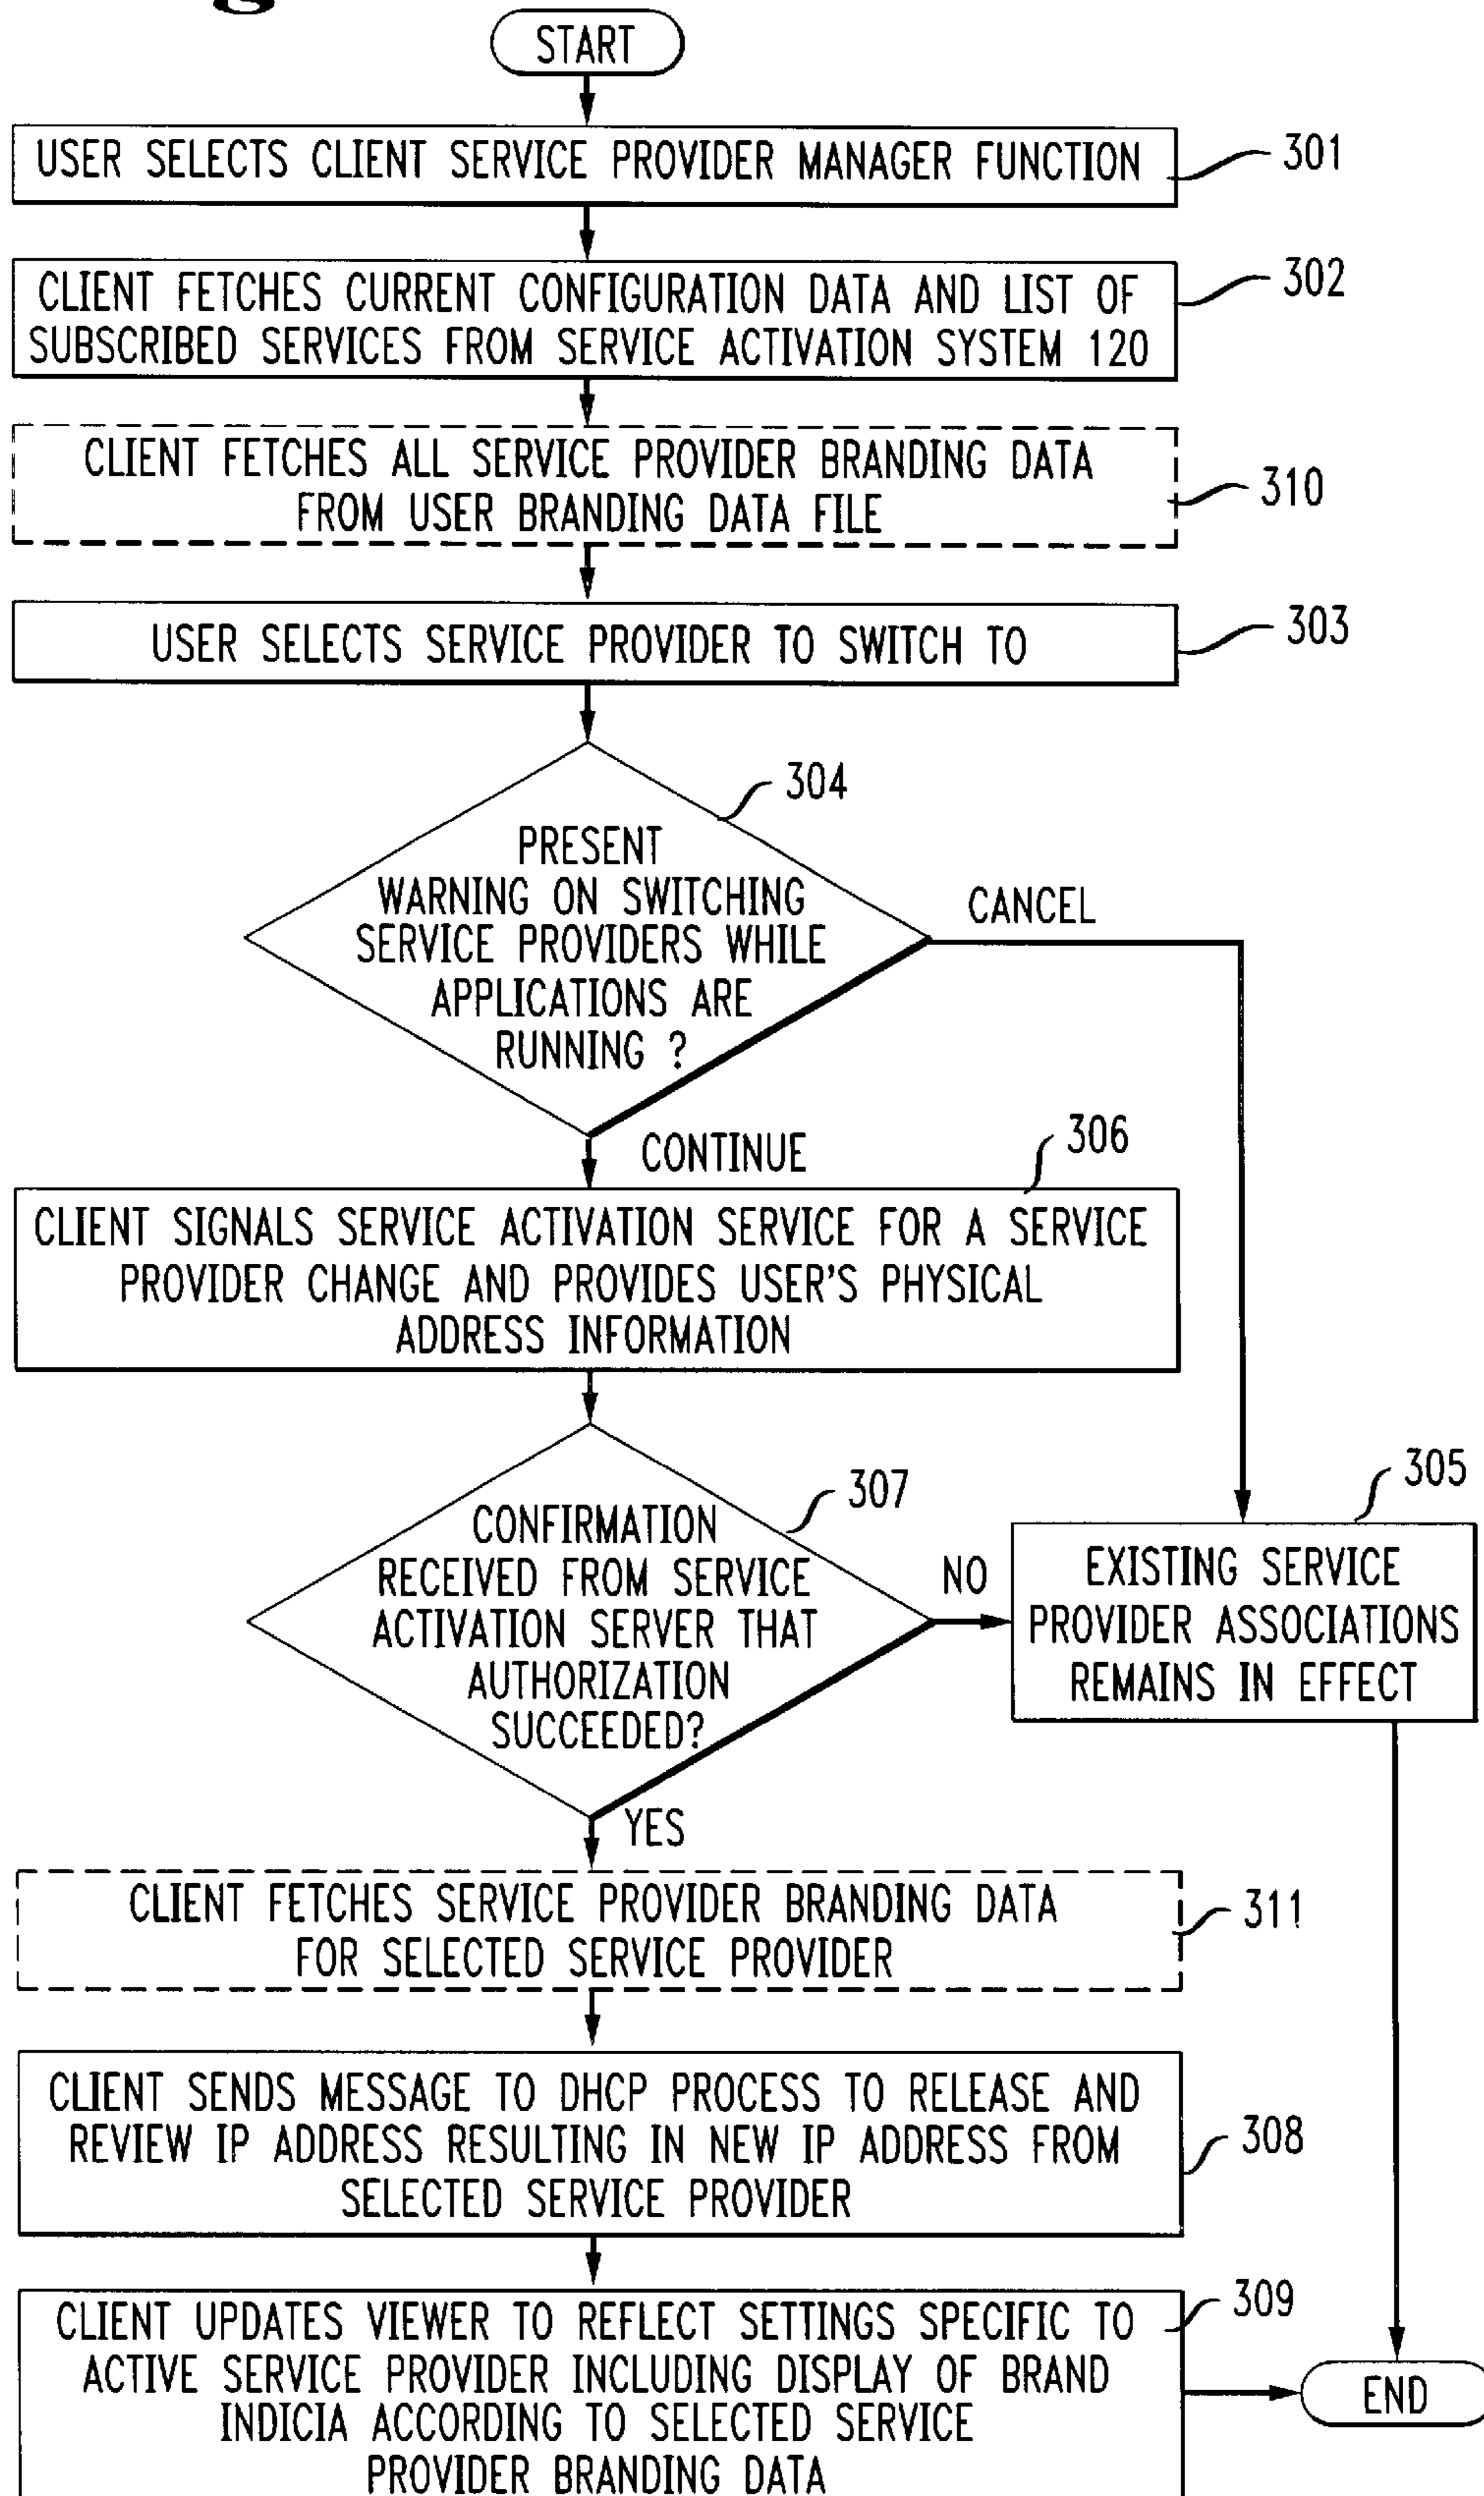 START
USER SELECTS CLIENT SERVICE PROVIDER MANAGER FUNCTION
301
CLIENT FETCHES CURRENT CONFIGURATION DATA AND LIST OF
SUBSCRIBED SERVICES FROM SERVICE ACTIVATION SYSTEM 120
302
CLIENT FETCHES ALL SERVICE PROVIDER BRANDING DATA
FROM USER BRANDING DATA FILE
310
USER SELECTS SERVICE PROVIDER TO SWITCH TO
303
304
PRESENT
WARNING ON SWITCHING
SERVICE PROVIDERS WHILE
APPLICATIONS ARE
RUNNING ?
CANCEL
CONTINUE
306
CLIENT SIGNALS SERVICE ACTIVATION SERVICE FOR A SERVICE
PROVIDER CHANGE AND PROVIDES USER'S PHYSICAL
ADDRESS INFORMATION
307
CONFIRMATION
RECEIVED FROM SERVICE
ACTIVATION SERVER THAT
AUTHORIZATION
SUCCEEDED?
NO
305
EXISTING SERVICE
PROVIDER ASSOCIATIONS
REMAINS IN EFFECT
YES
CLIENT FETCHES SERVICE PROVIDER BRANDING DATA
FOR SELECTED SERVICE PROVIDER
311
CLIENT SENDS MESSAGE TO DHCP PROCESS TO RELEASE AND
REVIEW IP ADDRESS RESULTING IN NEW IP ADDRESS FROM
SELECTED SERVICE PROVIDER
308
309
CLIENT UPDATES VIEWER TO REFLECT SETTINGS SPECIFIC TO
ACTIVE SERVICE PROVIDER INCLUDING DISPLAY OF BRAND
INDICIA ACCORDING TO SELECTED SERVICE
PROVIDER BRANDING DATA
END